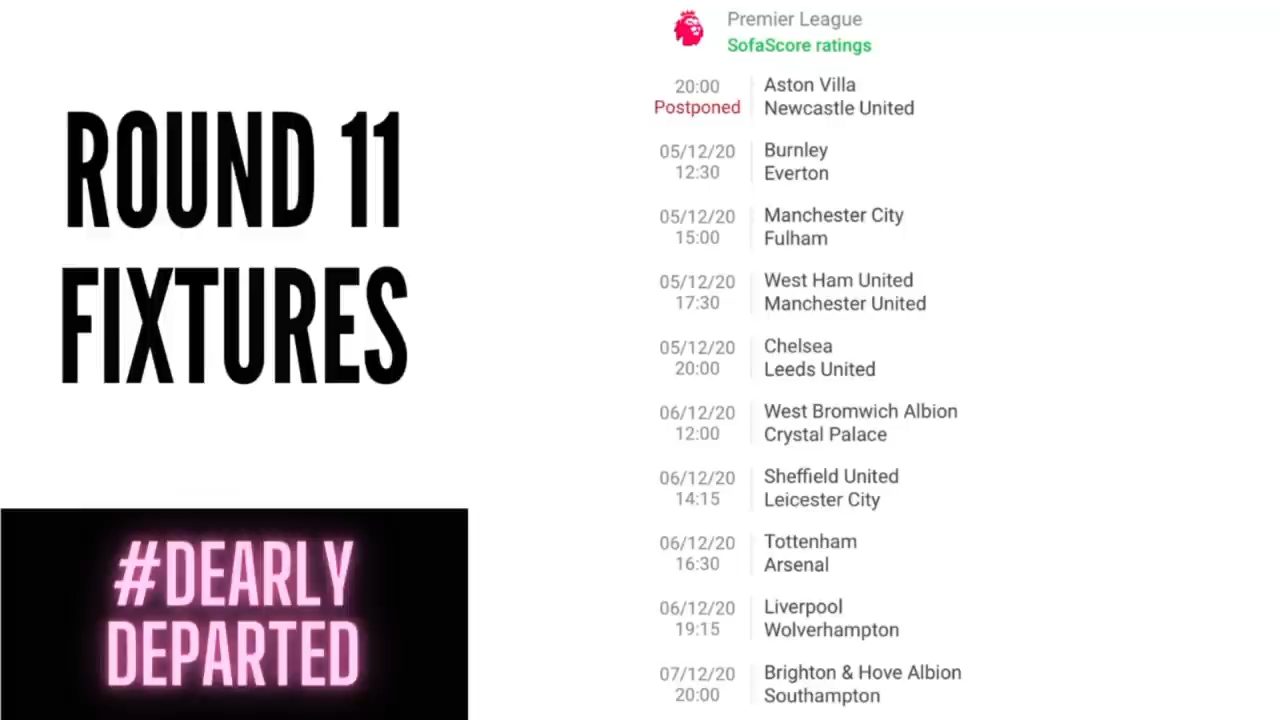 ROUND 11
FIXTURES
#DEARLY
DEPARTED
Premier League
SofaScore ratings
20:00
Postponed
Aston Villa
Newcastle United
05/12/20
12:30
Burnley
Everton
05/12/20
15:00
Manchester City
Fulham
05/12/20
17:30
West Ham United
Manchester United
05/12/20
20:00
Chelsea
Leeds United
06/12/20
12:00
West Bromwich Albion
Crystal Palace
06/12/20
14:15
Sheffield United
Leicester City
06/12/20
16:30
Tottenham
Arsenal
06/12/20
19:15
Liverpool
Wolverhampton
07/12/20
20:00
Brighton & Hove Albion
Southampton